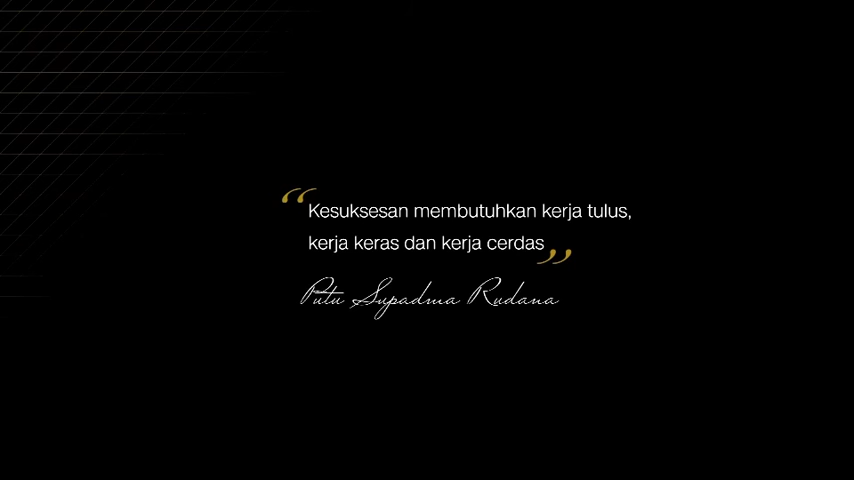 “Kesuksesan membutuhkan kerja tulus,
kerja keras dan kerja cerdas”
Putu Supadma Rudana